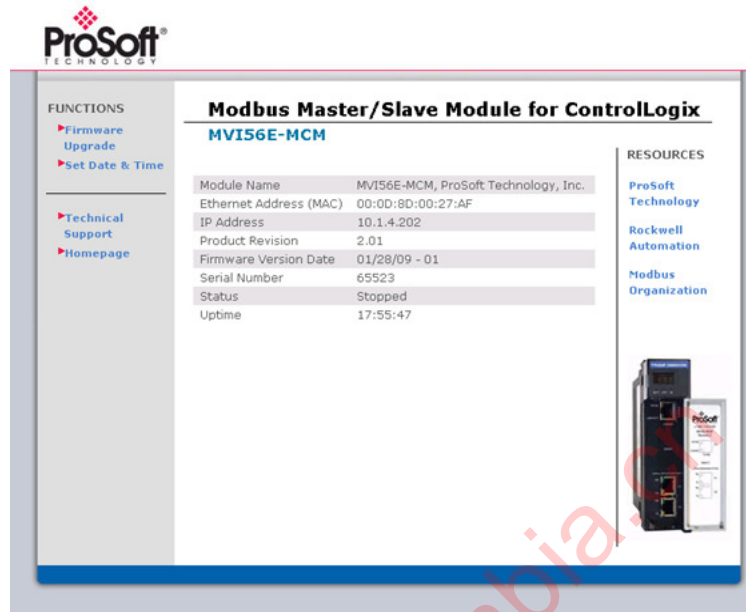 ProSoft®
TECHNOLOGY
FUNCTIONS
Firmware
Upgrade
Set Date & Time
Technical
Support
Homepage
Modbus Master/Slave Module for ControlLogix
MVI56E-MCM
Module Name MVI56E-MCM, ProSoft Technology, Inc.
Ethernet Address (MAC) 00:0D:8D:00:27:AF
IP Address 10.1.4.202
Product Revision 2.01
Firmware Version Date 01/28/09 - 01
Serial Number 65523
Status Stopped
Uptime 17:55:47
RESOURCES
ProSoft
Technology
Rockwell
Automation
Modbus
Organization
ProSoft